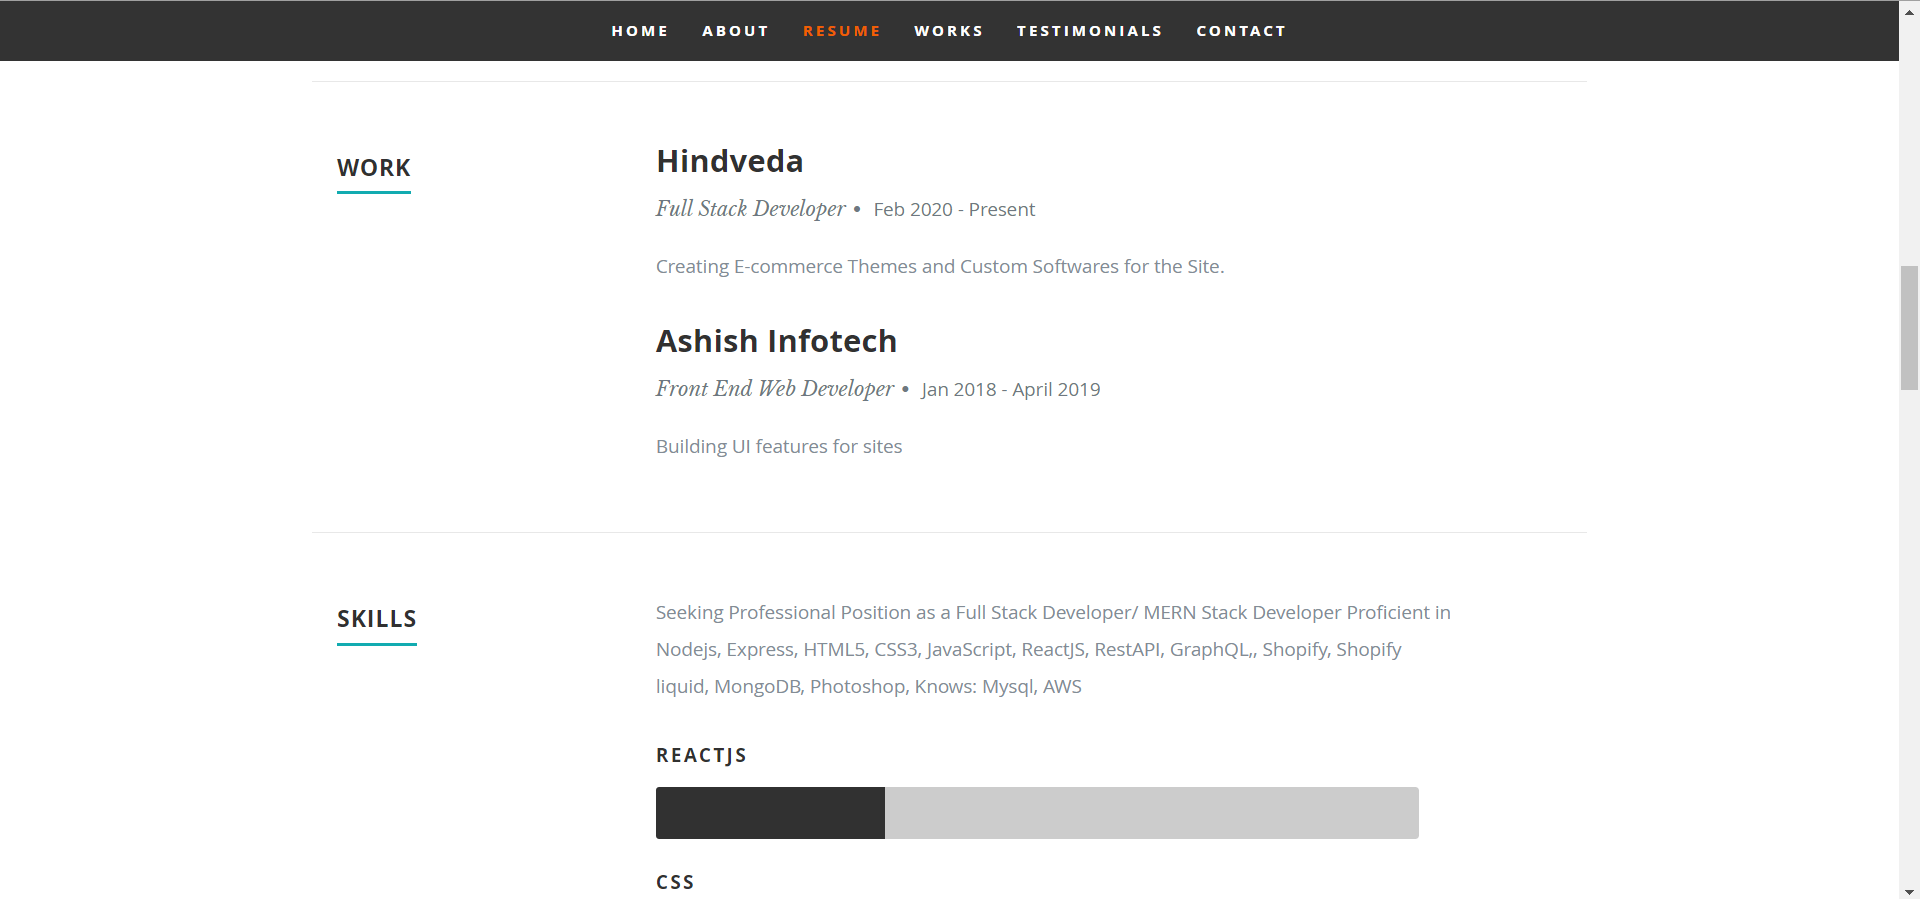 HOME ABOUT RESUME WORKS TESTIMONIALS CONTACT
WORK
Hindveda
Full Stack Developer • Feb 2020 - Present
Creating E-commerce Themes and Custom Softwares for the Site.
Ashish Infotech
Front End Web Developer • Jan 2018 - April 2019
Building UI features for sites
SKILLS
Seeking Professional Position as a Full Stack Developer/ MERN Stack Developer Proficient in
Nodejs, Express, HTML5, CSS3, JavaScript, ReactJS, RestAPI, GraphQL,, Shopify, Shopify
liquid, MongoDB, Photoshop, Knows: Mysql, AWS
REACTJS
CSS